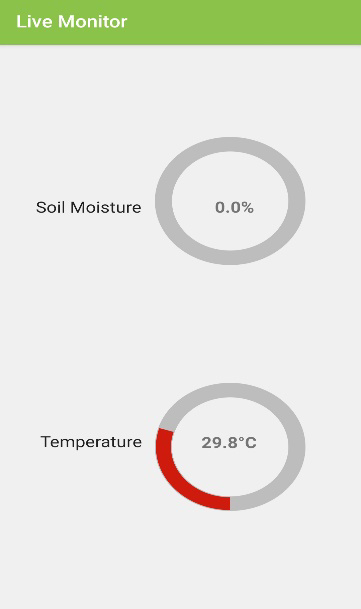 Live Monitor
Soil Moisture
0.0%
Temperature
29.8°C